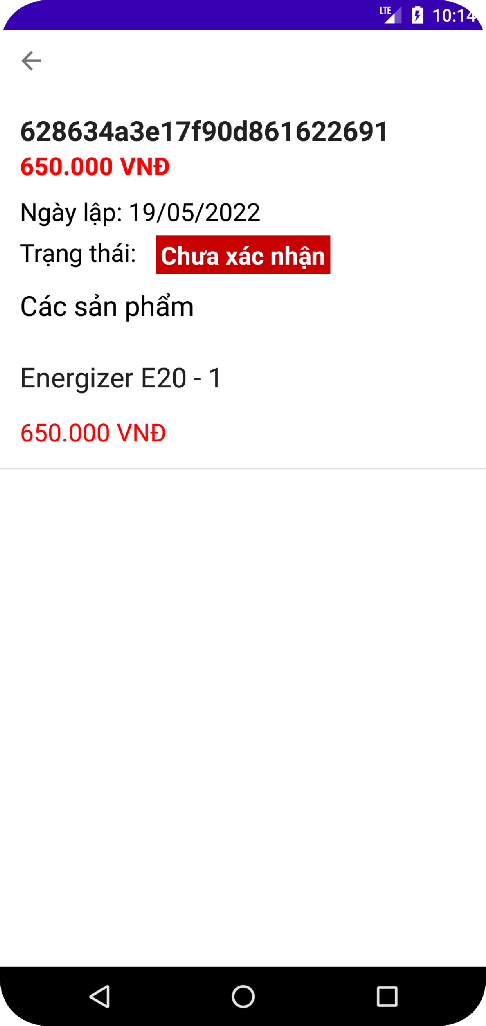 LTE 10:14
628634a3e17f90d861622691
650.000 VNĐ
Ngày lập: 19/05/2022
Trạng thái: Chưa xác nhận
Các sản phẩm
Energizer E20 - 1
650.000 VNĐ